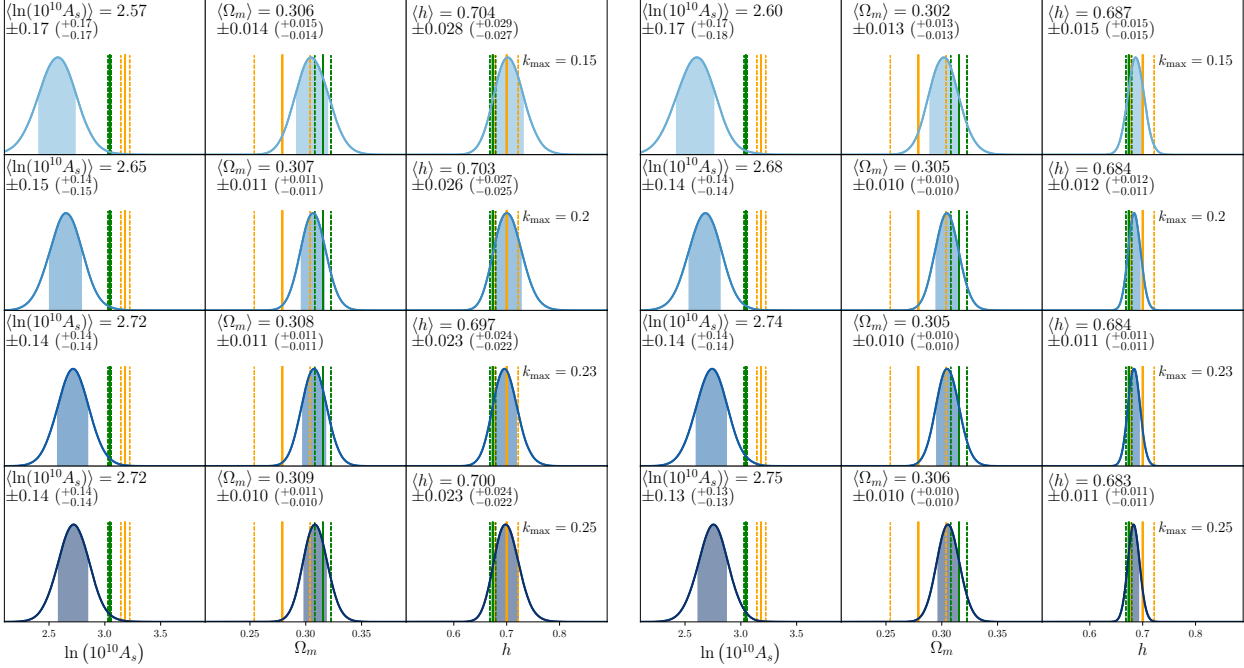 ⟨ln(10^{10}A_s)⟩ = 2.57
±0.17 (^{+0.17}_{-0.17})
⟨Ω_m⟩ = 0.306
±0.014 (^{+0.015}_{-0.014})
⟨h⟩ = 0.704
±0.028 (^{+0.029}_{-0.027})
k_max = 0.15
⟨ln(10^{10}A_s)⟩ = 2.65
±0.15 (^{+0.14}_{-0.15})
⟨Ω_m⟩ = 0.307
±0.011 (^{+0.011}_{-0.011})
⟨h⟩ = 0.703
±0.026 (^{+0.027}_{-0.025})
k_max = 0.2
⟨ln(10^{10}A_s)⟩ = 2.72
±0.14 (^{+0.14}_{-0.14})
⟨Ω_m⟩ = 0.308
±0.011 (^{+0.011}_{-0.011})
⟨h⟩ = 0.697
±0.023 (^{+0.024}_{-0.022})
k_max = 0.23
⟨ln(10^{10}A_s)⟩ = 2.72
±0.14 (^{+0.14}_{-0.14})
⟨Ω_m⟩ = 0.309
±0.010 (^{+0.011}_{-0.010})
⟨h⟩ = 0.700
±0.023 (^{+0.024}_{-0.022})
k_max = 0.25
2.5 3.0 3.5
0.25 0.30 0.35
0.6 0.7 0.8
ln (10^{10}A_s)
Ω_m
h
⟨ln(10^{10}A_s)⟩ = 2.60
±0.17 (^{+0.17}_{-0.18})
⟨Ω_m⟩ = 0.302
±0.013 (^{+0.013}_{-0.013})
⟨h⟩ = 0.687
±0.015 (^{+0.015}_{-0.015})
k_max = 0.15
⟨ln(10^{10}A_s)⟩ = 2.68
±0.14 (^{+0.14}_{-0.14})
⟨Ω_m⟩ = 0.305
±0.010 (^{+0.010}_{-0.010})
⟨h⟩ = 0.684
±0.012 (^{+0.012}_{-0.011})
k_max = 0.2
⟨ln(10^{10}A_s)⟩ = 2.74
±0.14 (^{+0.14}_{-0.14})
⟨Ω_m⟩ = 0.305
±0.010 (^{+0.010}_{-0.010})
⟨h⟩ = 0.684
±0.011 (^{+0.011}_{-0.011})
k_max = 0.23
⟨ln(10^{10}A_s)⟩ = 2.75
±0.13 (^{+0.13}_{-0.13})
⟨Ω_m⟩ = 0.306
±0.010 (^{+0.010}_{-0.010})
⟨h⟩ = 0.683
±0.011 (^{+0.011}_{-0.011})
k_max = 0.25
2.5 3.0 3.5
0.25 0.30 0.35
0.6 0.7 0.8
ln (10^{10}A_s)
Ω_m
h